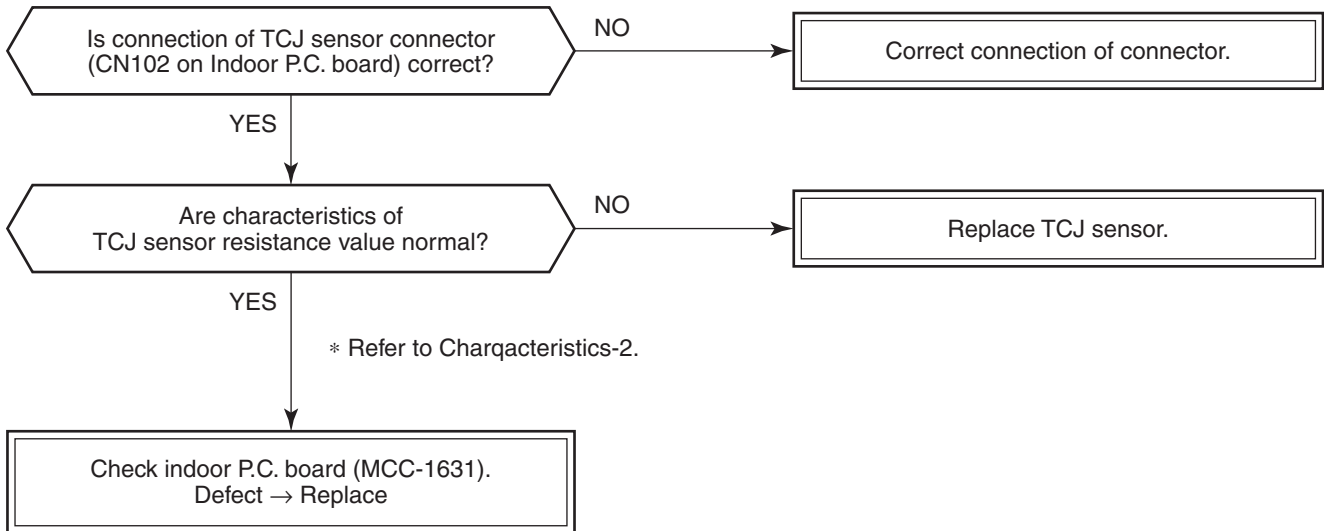 Is connection of TCJ sensor connector
(CN102 on Indoor P.C. board) correct?
NO
Correct connection of connector.
YES
Are characteristics of
TCJ sensor resistance value normal?
NO
Replace TCJ sensor.
YES
* Refer to Charqacteristics-2.
Check indoor P.C. board (MCC-1631).
Defect → Replace